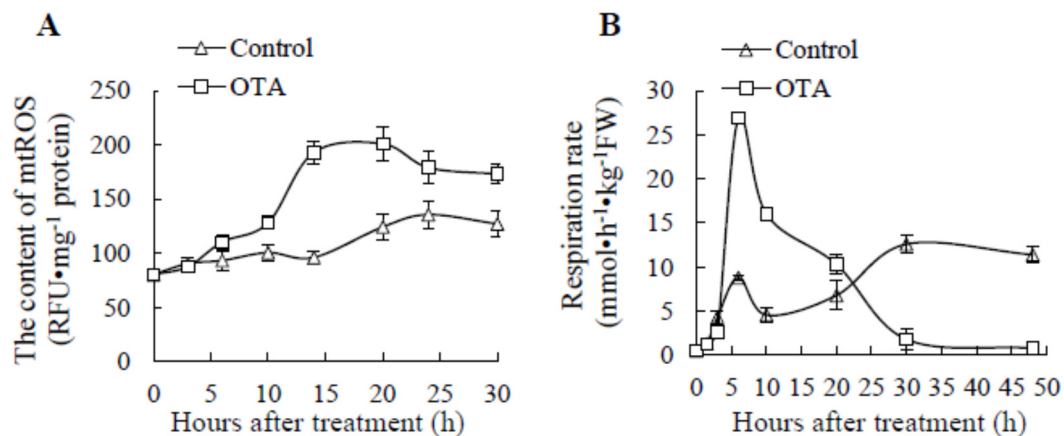 A
Control
OTA
The content of mtROS
(RFU•mg⁻¹ protein)
250
200
150
100
50
0
0 5 10 15 20 25 30
Hours after treatment (h)
B
Control
OTA
Respiration rate
(mmol•h⁻¹•kg⁻¹FW)
30
25
20
15
10
5
0
0 5 10 15 20 25 30 35 40 45 50
Hours after treatment (h)